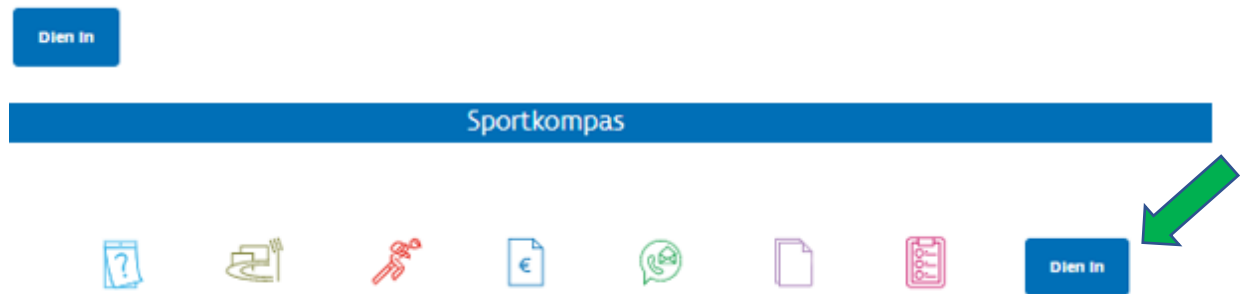 Dien in
Sportkompas
?
€
Dien in